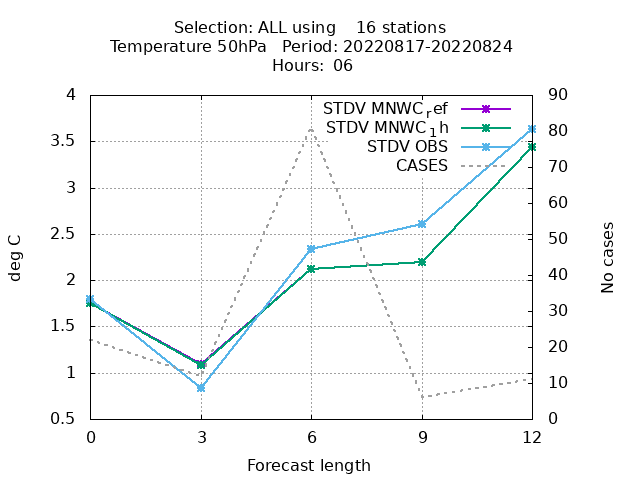 Selection: ALL using    16 stations
Temperature 50hPa   Period: 20220817-20220824
Hours:  06
STDV MNWC_ref
STDV MNWC_1h
STDV OBS
CASES
4
3.5
3
2.5
2
1.5
1
0.5
deg C
90
80
70
60
50
40
30
20
10
0
No cases
0 3 6 9 12
Forecast length